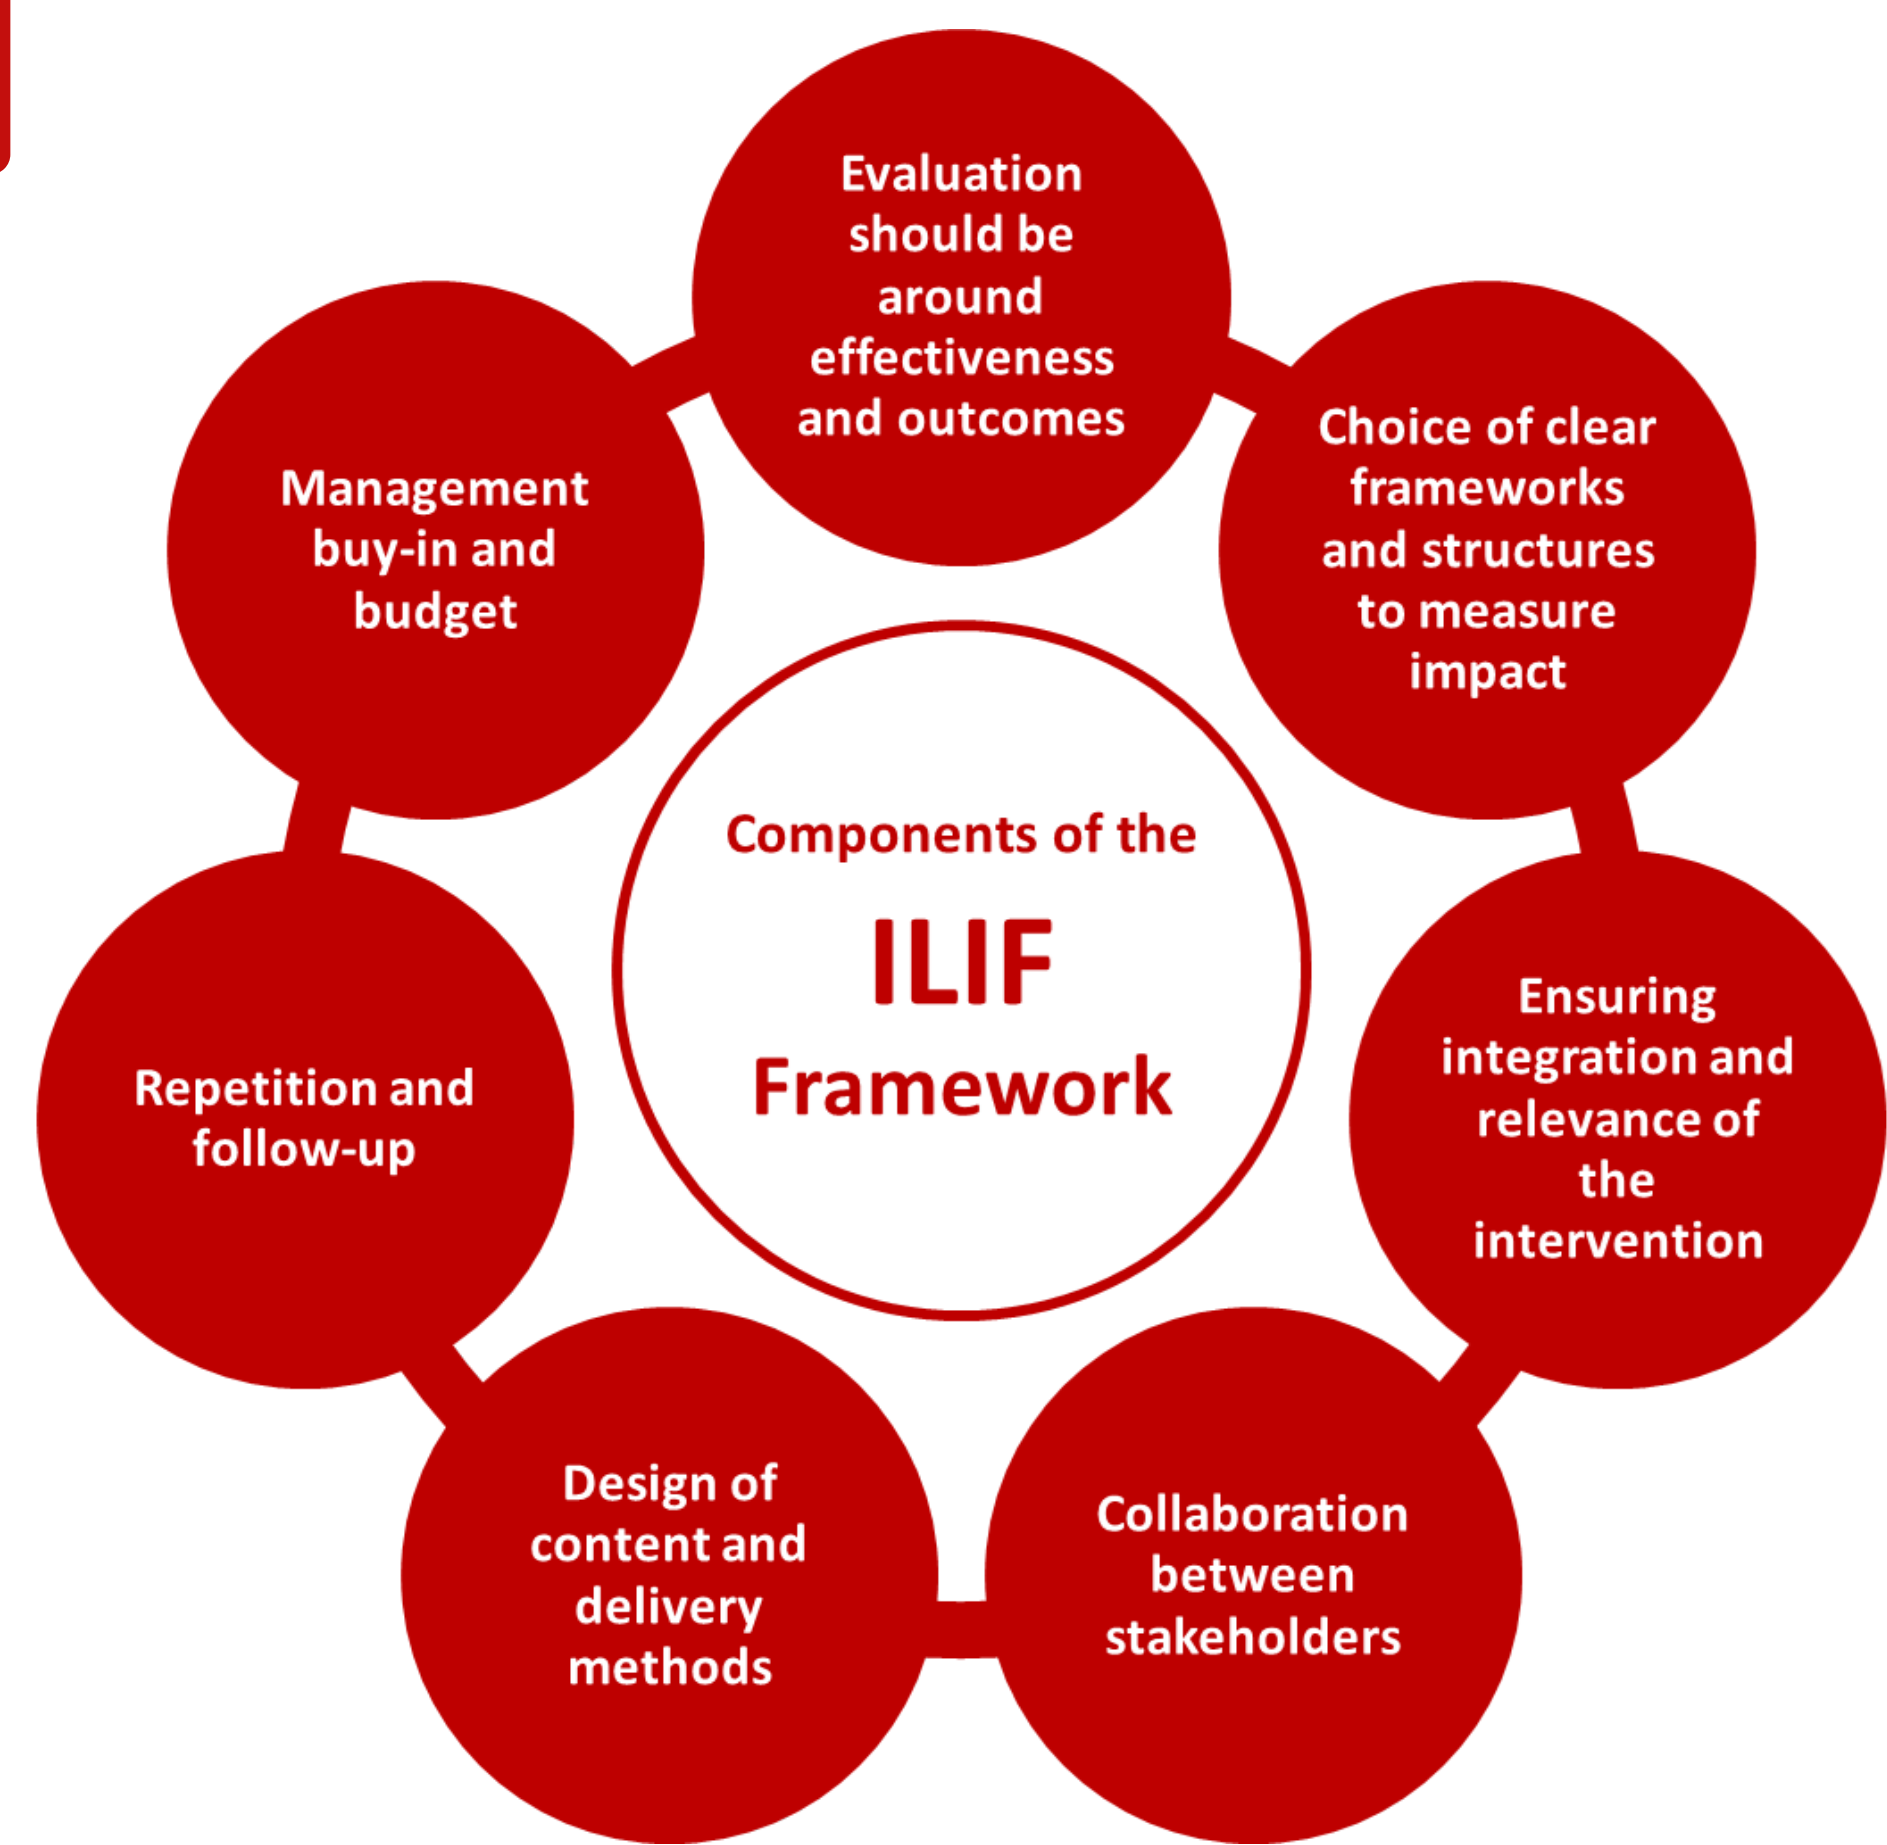 Evaluation
should be
around
effectiveness
and outcomes
Choice of clear
frameworks
and structures
to measure
impact
Ensuring
integration and
relevance of
the
intervention
Collaboration
between
stakeholders
Design of
content and
delivery
methods
Repetition and
follow-up
Management
buy-in and
budget
Components of the
ILIF
Framework